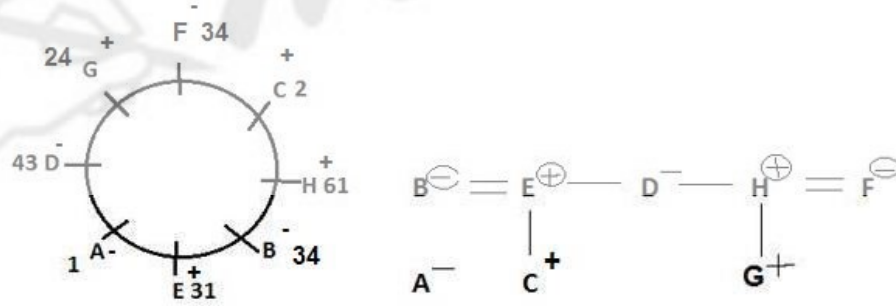 F - 34
24 G +
C + 2
43 D -
H + 61
1 A -
B - 34
E + 31
B - = E + — D - — H + = F -
A - C + G +